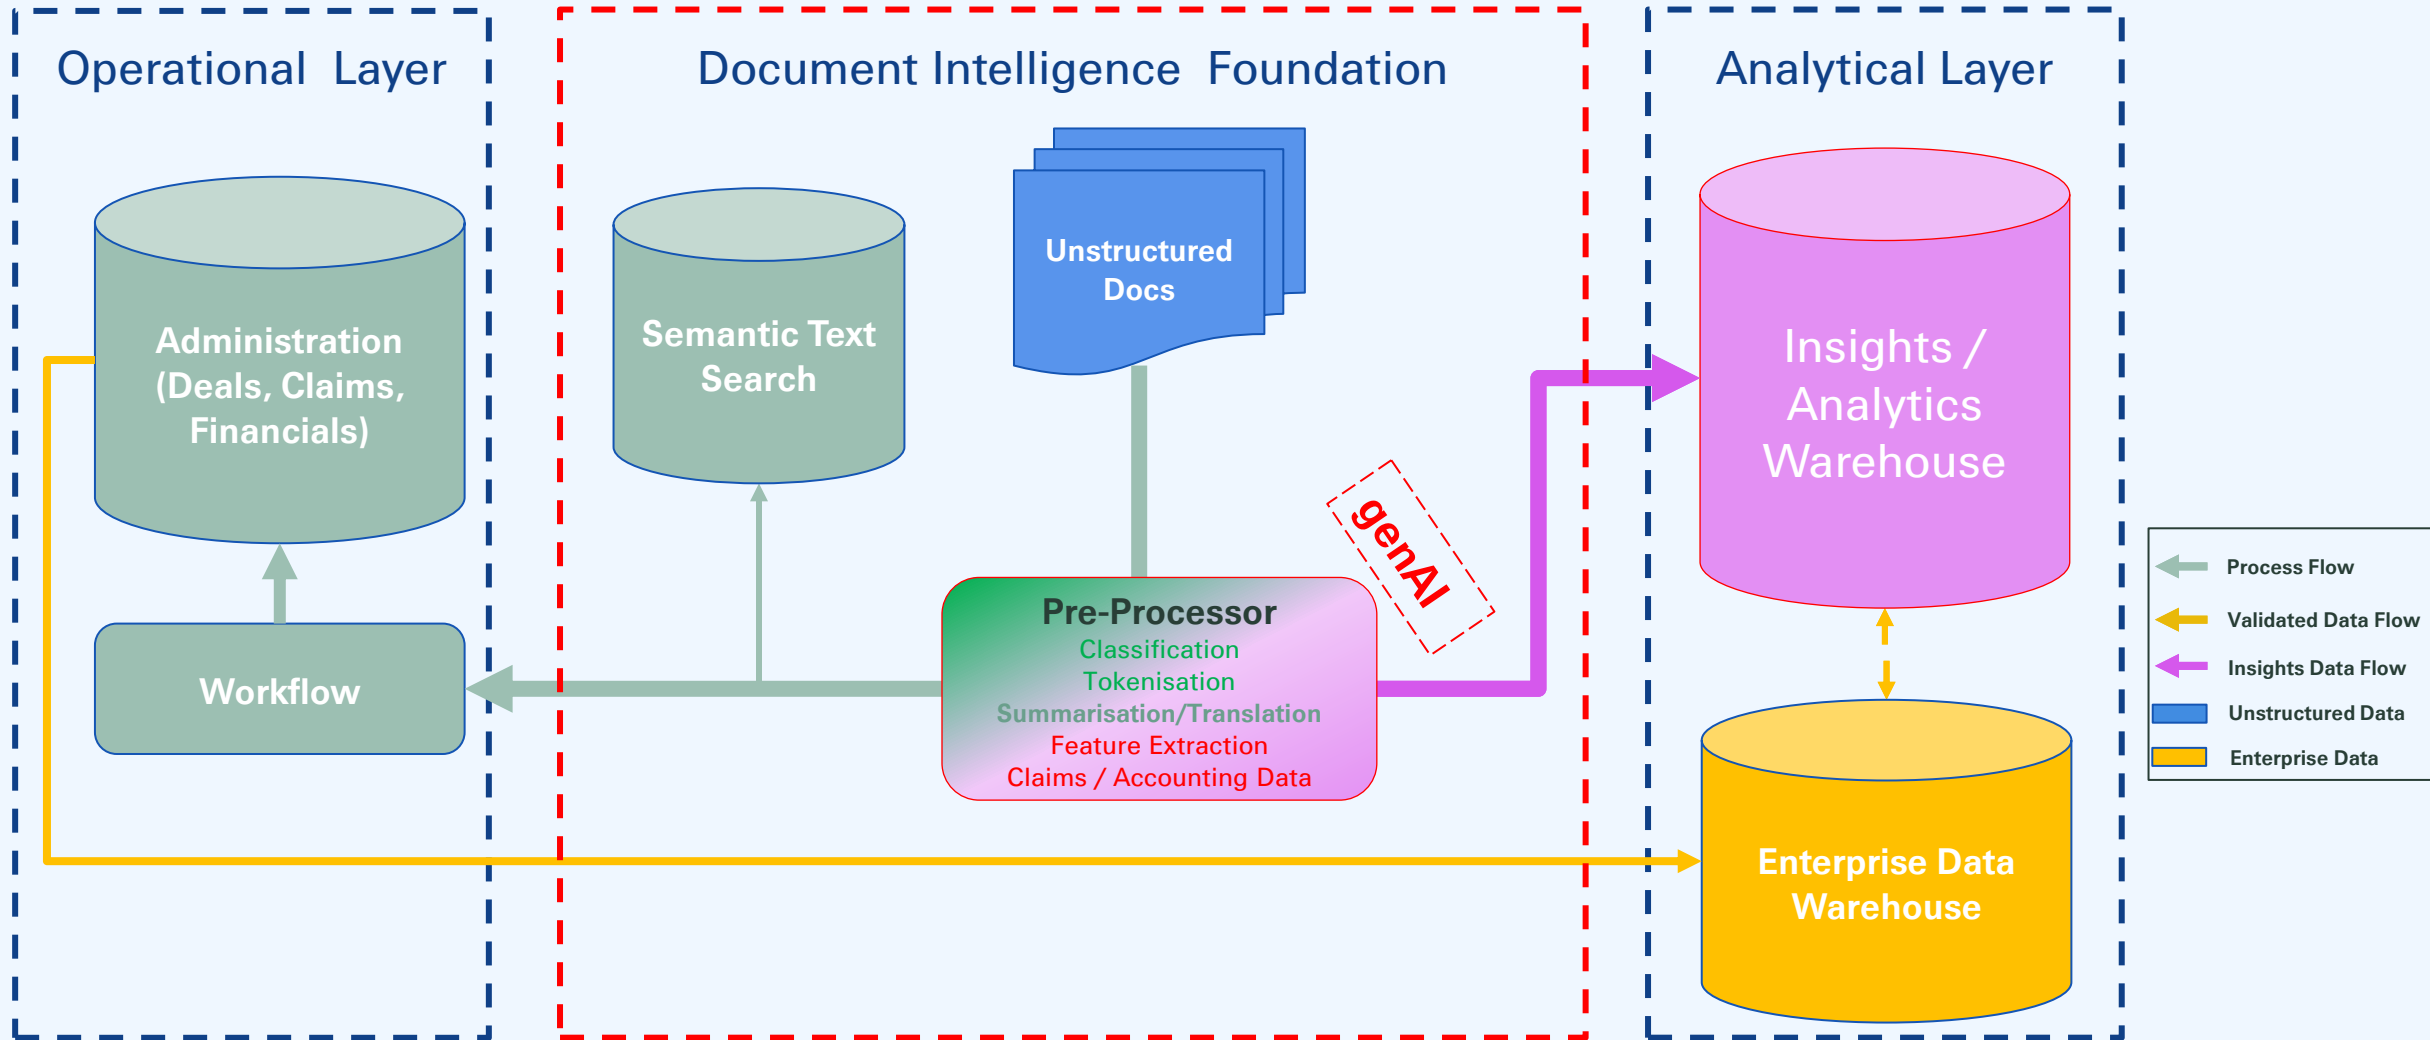 Operational  Layer
Document Intelligence  Foundation
Analytical Layer
Administration
(Deals, Claims,
Financials)
Workflow
Semantic Text
Search
Unstructured
Docs
genAI
Pre-Processor
Classification
Tokenisation
Summarisation/Translation
Feature Extraction
Claims / Accounting Data
Insights /
Analytics
Warehouse
Enterprise Data
Warehouse
Process Flow
Validated Data Flow
Insights Data Flow
Unstructured Data
Enterprise Data